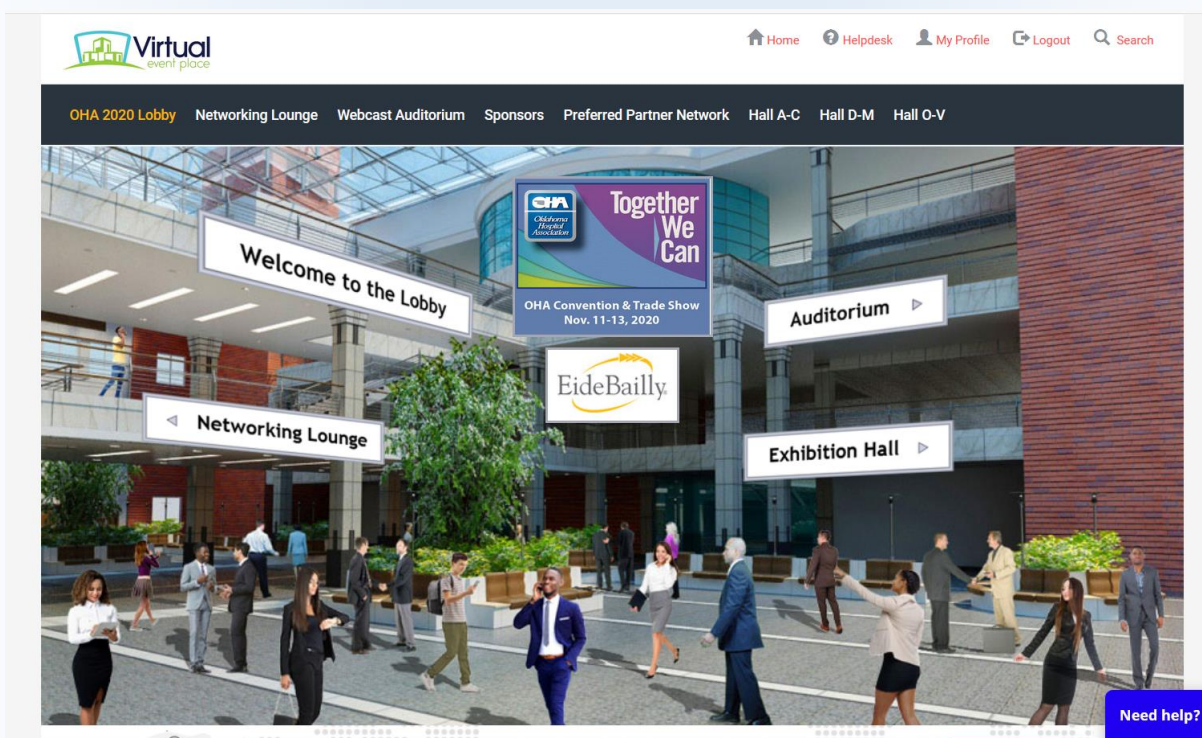 Virtual
event place
Home Helpdesk My Profile Logout Search
OHA 2020 Lobby Networking Lounge Webcast Auditorium Sponsors Preferred Partner Network Hall A-C Hall D-M Hall O-V
Welcome to the Lobby
OHA
Oklahoma
Hospital
Association
Together
We
Can
OHA Convention & Trade Show
Nov. 11-13, 2020
Auditorium
EideBailly
Networking Lounge
Exhibition Hall
Need help?